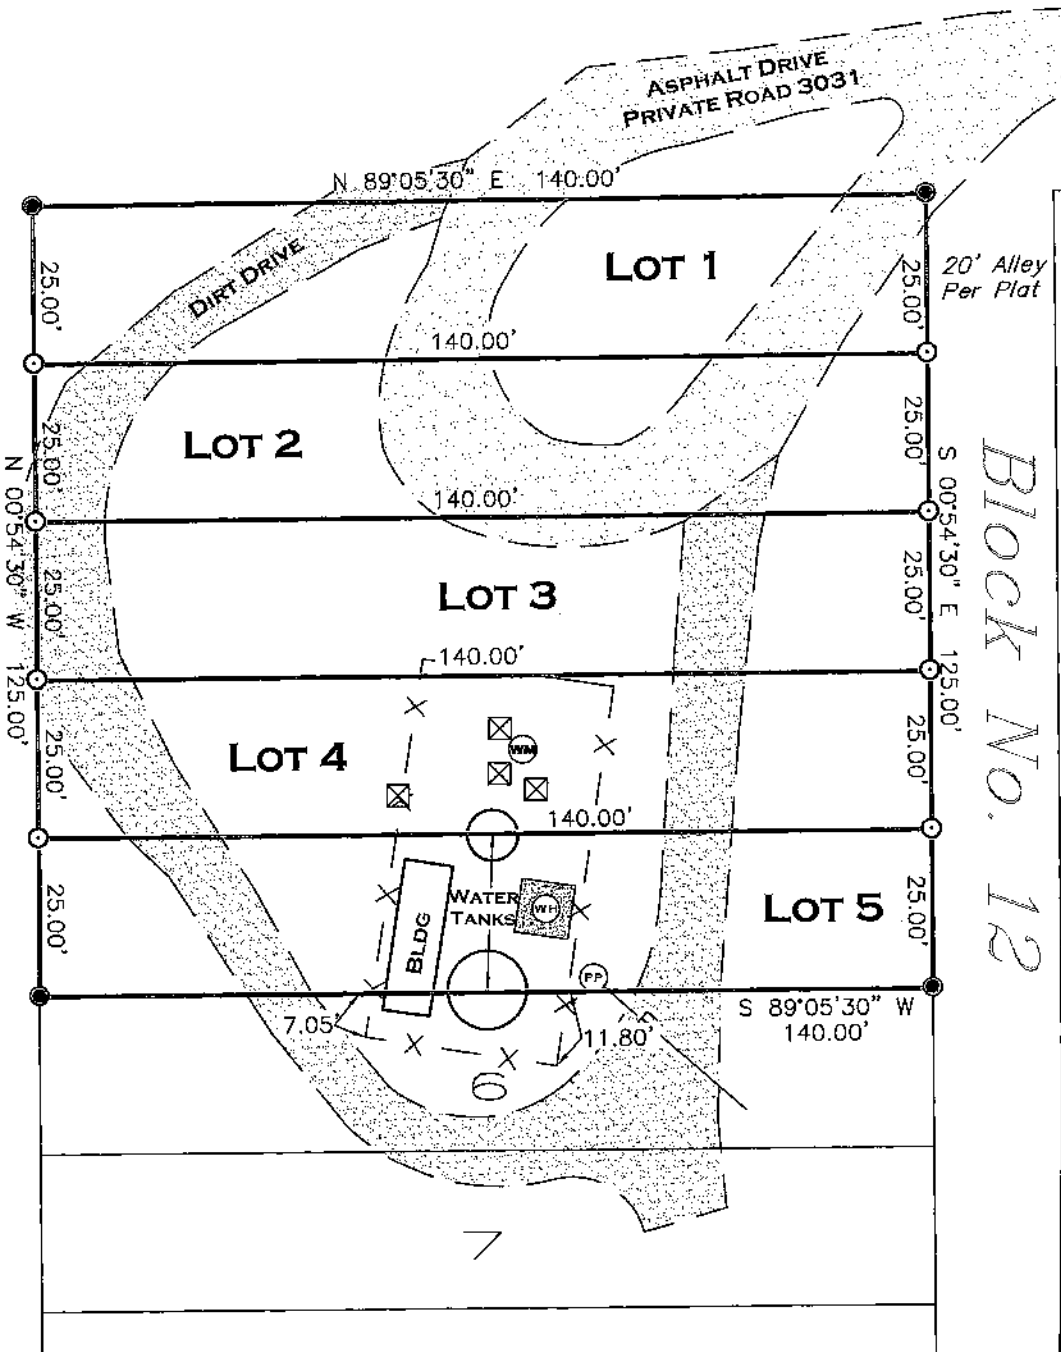 ASPHALT DRIVE
PRIVATE ROAD 3031
N 89°05'30" E 140.00'
DIRT DRIVE
LOT 1
25.00'
25.00'
20' Alley
Per Plat
140.00'
LOT 2
25.00'
25.00'
140.00'
N 00°54'30" W 125.00'
S 00°54'30" E 125.00'
Block No. 12
LOT 3
25.00'
25.00'
140.00'
LOT 4
25.00'
25.00'
WM
140.00'
LOT 5
25.00'
25.00'
BLDG
WATER
TANKS
WH
PP
S 89°05'30" W
140.00'
7.05'
11.80'
E
6
7